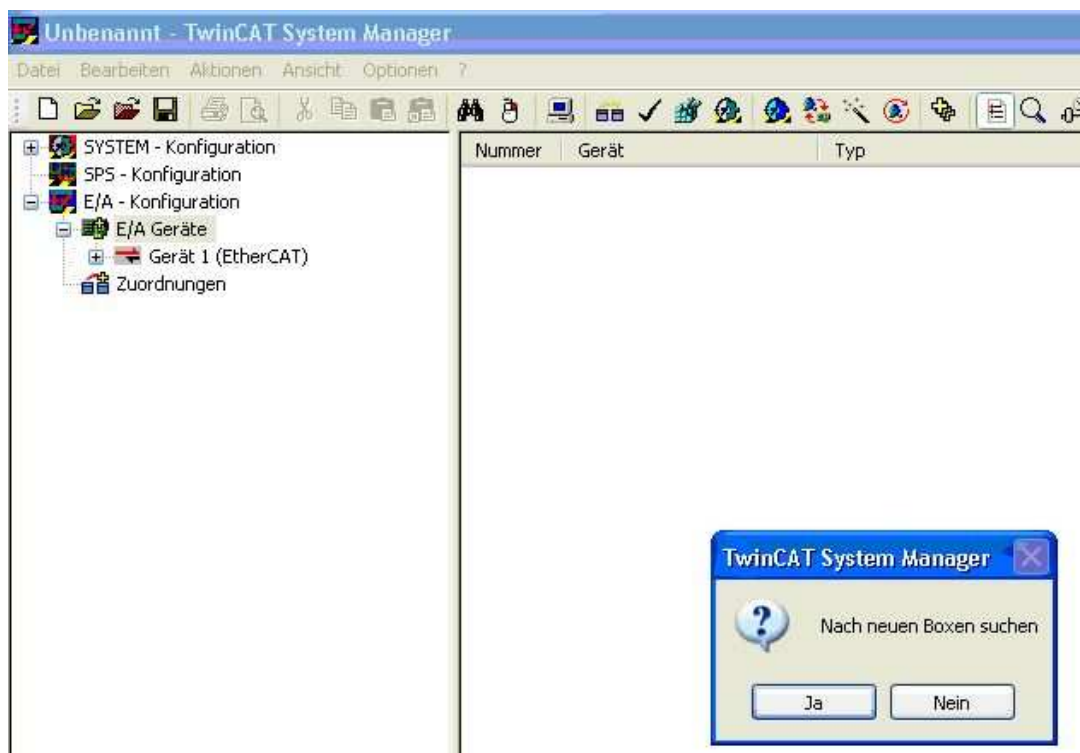 Unbenannt - TwinCAT System Manager
Datei Bearbeiten Aktionen Ansicht Optionen ?
SYSTEM - Konfiguration
SPS - Konfiguration
E/A - Konfiguration
E/A Geräte
Gerät 1 (EtherCAT)
Zuordnungen
Nummer Gerät Typ
TwinCAT System Manager
Nach neuen Boxen suchen
Ja Nein